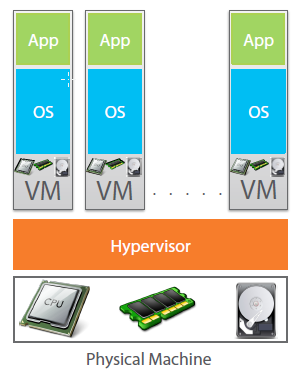 App App App
OS OS OS
VM VM . . . . . VM
Hypervisor
CPU
Physical Machine